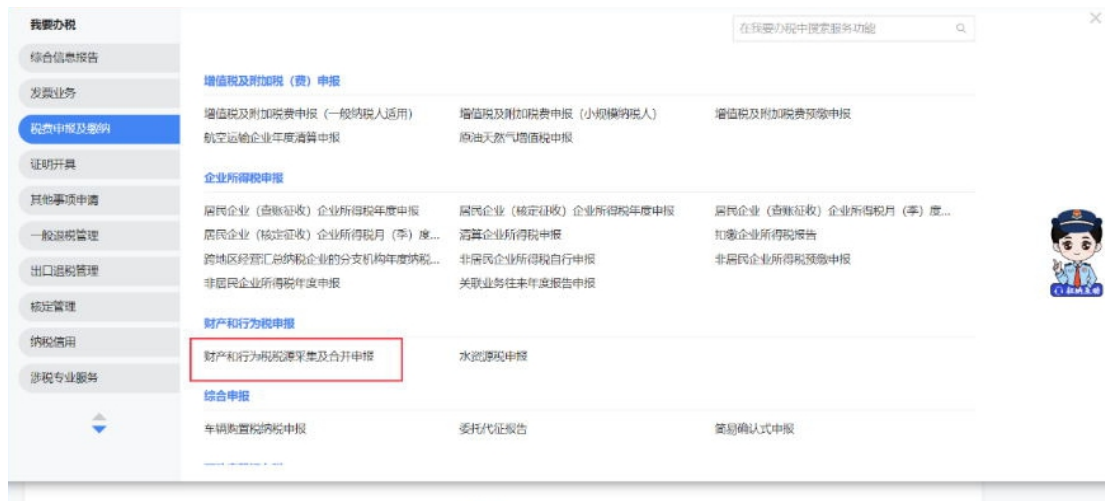 我要办税
在我要办税中搜索服务功能
综合信息报告
发票业务
税费申报及缴纳
证明开具
其他事项申请
一般退税管理
出口退税管理
核定管理
纳税信用
涉税专业服务
增值税及附加税（费）申报
增值税及附加税费申报（一般纳税人适用） 增值税及附加税费申报（小规模纳税人） 增值税及附加税费预缴申报
航空运输企业年度清算申报 原油天然气增值税申报
企业所得税申报
居民企业（查账征收）企业所得税年度申报 居民企业（核定征收）企业所得税年度申报 居民企业（查账征收）企业所得税月（季）度...
居民企业（核定征收）企业所得税月（季）度... 清算企业所得税申报 扣缴企业所得税报告
跨地区经营汇总纳税企业的分支机构年度纳税... 非居民企业所得税自行申报 非居民企业所得税预缴申报
非居民企业所得税年度申报 关联业务往来年度报告申报
财产和行为税申报
财产和行为税税源采集及合并申报 水资源税申报
综合申报
车辆购置税纳税申报 委托代征报告 简易确认式申报
征纳互动